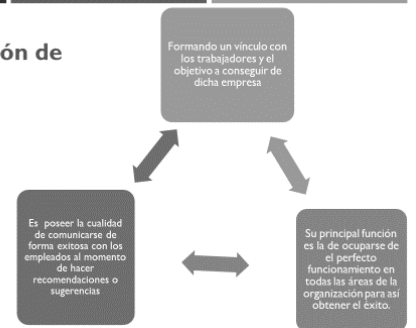 ón de
Formando un vínculo con
los trabajadores y el
objetivo a conseguir de
dicha empresa
Es poseer la cualidad
de comunicarse de
forma exitosa con los
empleados al momento
de hacer
recomendaciones o
sugerencias
Su principal función
es la de ocuparse de
el perfecto
funcionamiento en
todas las áreas de la
organización para así
obtener el éxito.